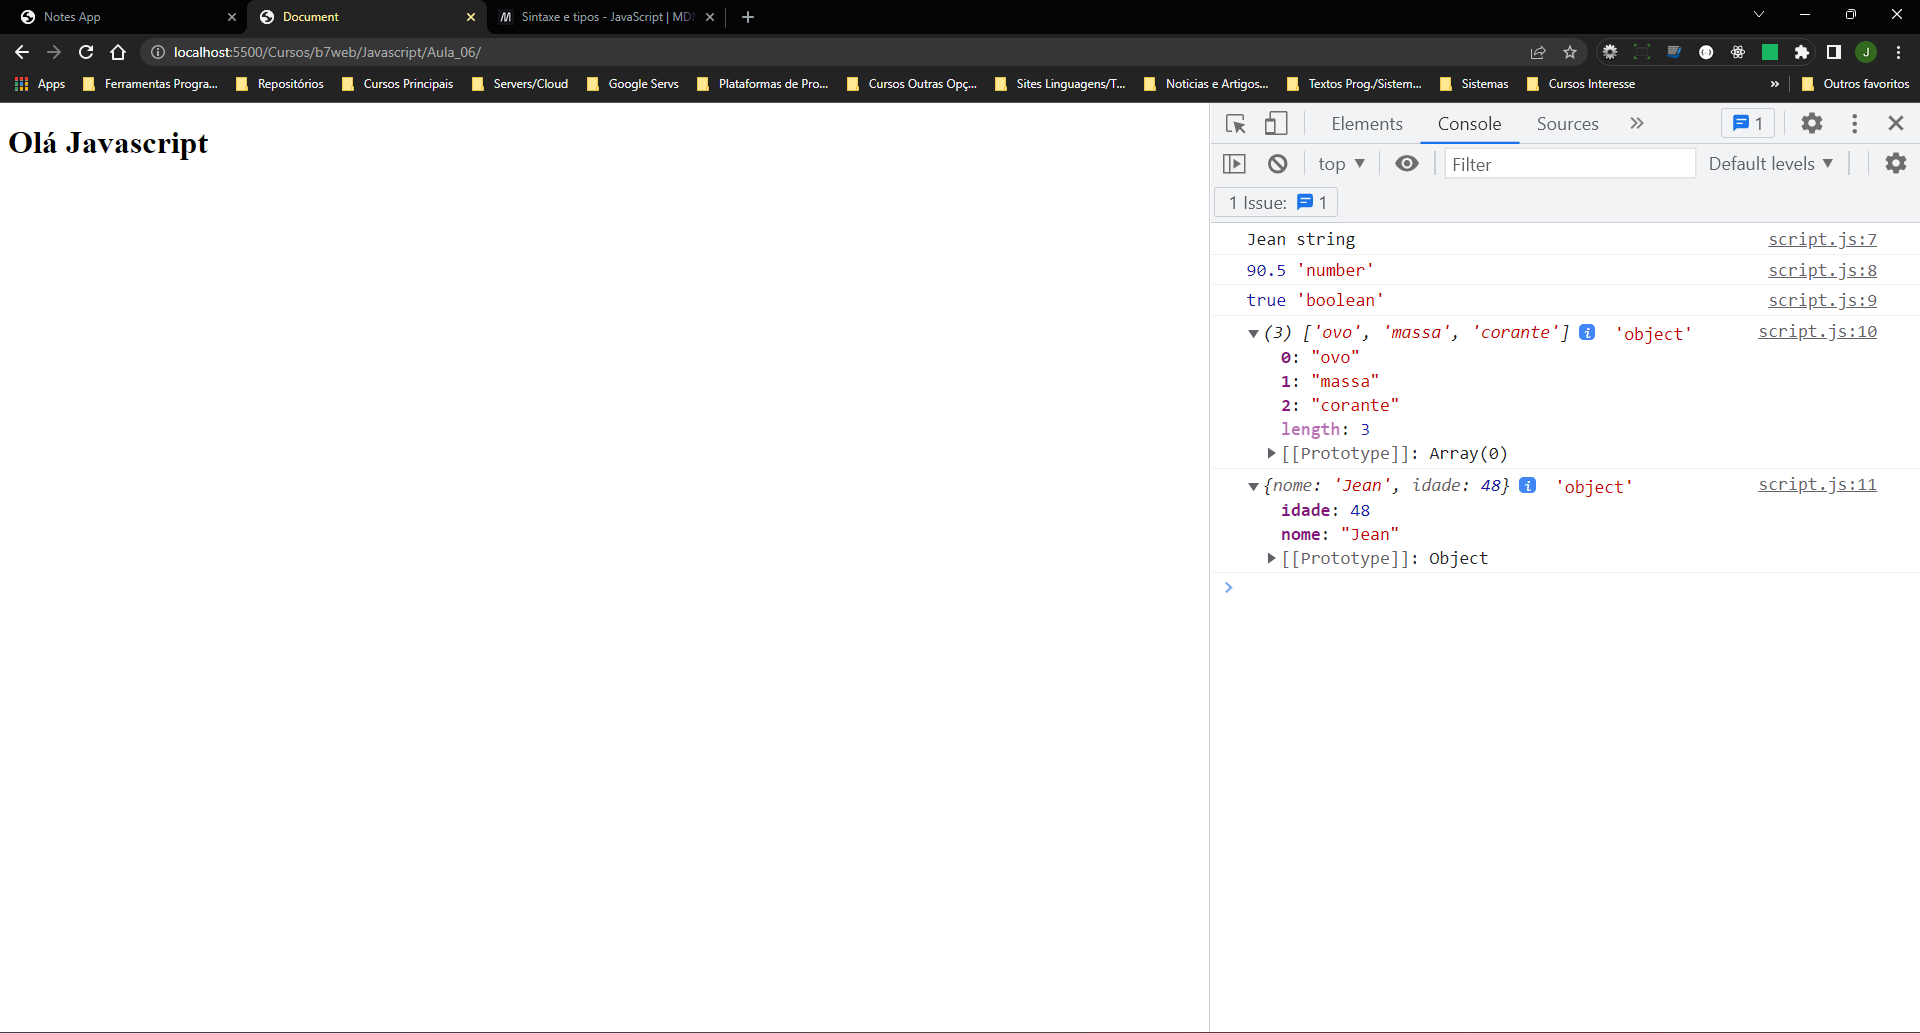 Notes App
Document
Sintaxe e tipos - JavaScript | MDN
localhost:5500/Cursos/b7web/Javascript/Aula_06/
J
Apps
Ferramentas Progra...
Repositórios
Cursos Principais
Servers/Cloud
Google Servs
Plataformas de Pro...
Cursos Outras Opç...
Sites Linguagens/T...
Noticias e Artigos...
Textos Prog./Sistem...
Sistemas
Cursos Interesse
»
Outros favoritos
Olá Javascript
Elements Console Sources » 1
top ▼ Filter Default levels ▼
1 Issue: 1
Jean string script.js:7
90.5 'number' script.js:8
true 'boolean' script.js:9
(3) ['ovo', 'massa', 'corante'] i 'object' script.js:10
0: "ovo"
1: "massa"
2: "corante"
length: 3
[[Prototype]]: Array(0)
{nome: 'Jean', idade: 48} i 'object' script.js:11
idade: 48
nome: "Jean"
[[Prototype]]: Object